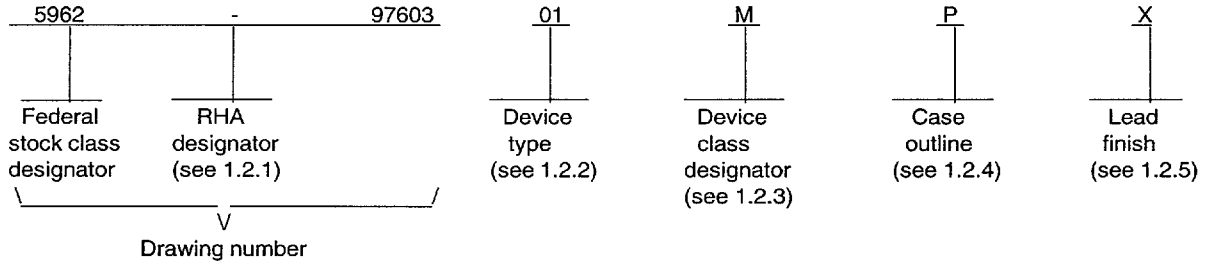 5962 - 97603 01 M P X
Federal stock class designator
RHA designator (see 1.2.1)
Device type (see 1.2.2)
Device class designator (see 1.2.3)
Case outline (see 1.2.4)
Lead finish (see 1.2.5)
Drawing number